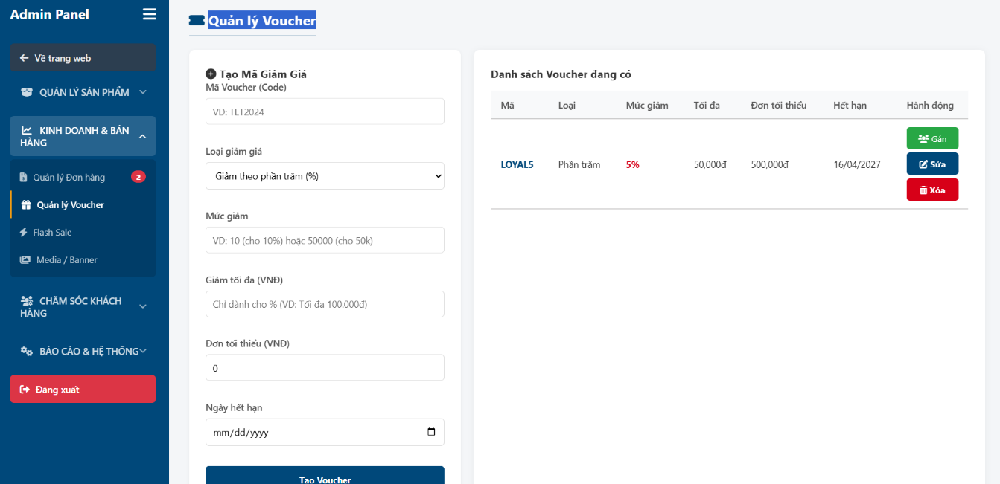 Admin Panel
Về trang web
QUẢN LÝ SẢN PHẨM
KINH DOANH & BÁN
HÀNG
Quản lý Đơn hàng 2
Quản lý Voucher
Flash Sale
Media / Banner
CHĂM SÓC KHÁCH
HÀNG
BÁO CÁO & HỆ THỐNG
Đăng xuất
Quản lý Voucher
Tạo Mã Giảm Giá
Mã Voucher (Code)
VD: TET2024
Loại giảm giá
Giảm theo phần trăm (%)
Mức giảm
VD: 10 (cho 10%) hoặc 50000 (cho 50k)
Giảm tối đa (VNĐ)
Chỉ dành cho % (VD: Tối đa 100.000đ)
Đơn tối thiểu (VNĐ)
0
Ngày hết hạn
mm/dd/yyyy
Tạo Voucher
Danh sách Voucher đang có
Mã Loại Mức giảm Tối đa Đơn tối thiểu Hết hạn Hành động
LOYAL5 Phần trăm 5% 50,000đ 500,000đ 16/04/2027
Gán
Sửa
Xóa